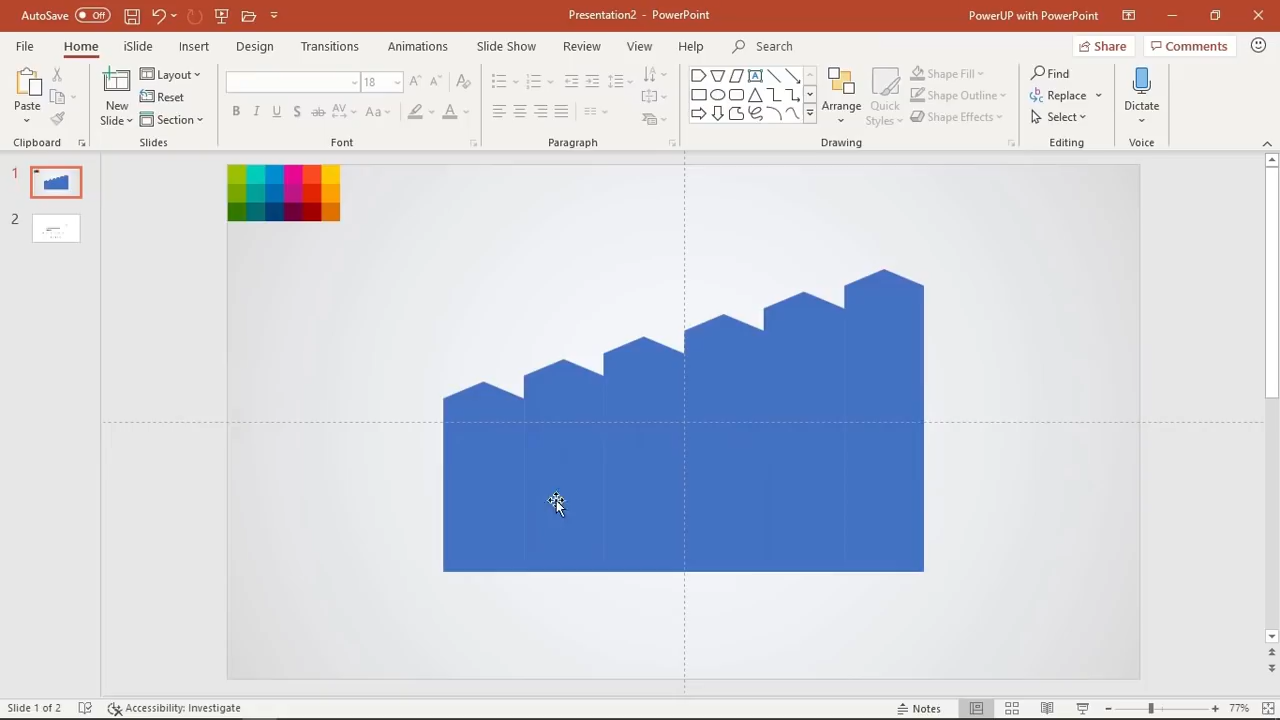 AutoSave Off Presentation2 - PowerPoint PowerUP with PowerPoint
File Home iSlide Insert Design Transitions Animations Slide Show Review View Help Search Share Comments
Paste New Slide Layout Reset Section 18 Arrange Quick Styles Shape Fill Shape Outline Shape Effects Find Replace Select Dictate
Clipboard Slides Font Paragraph Drawing Editing Voice
1
2
Slide 1 of 2 Accessibility: Investigate Notes 77%